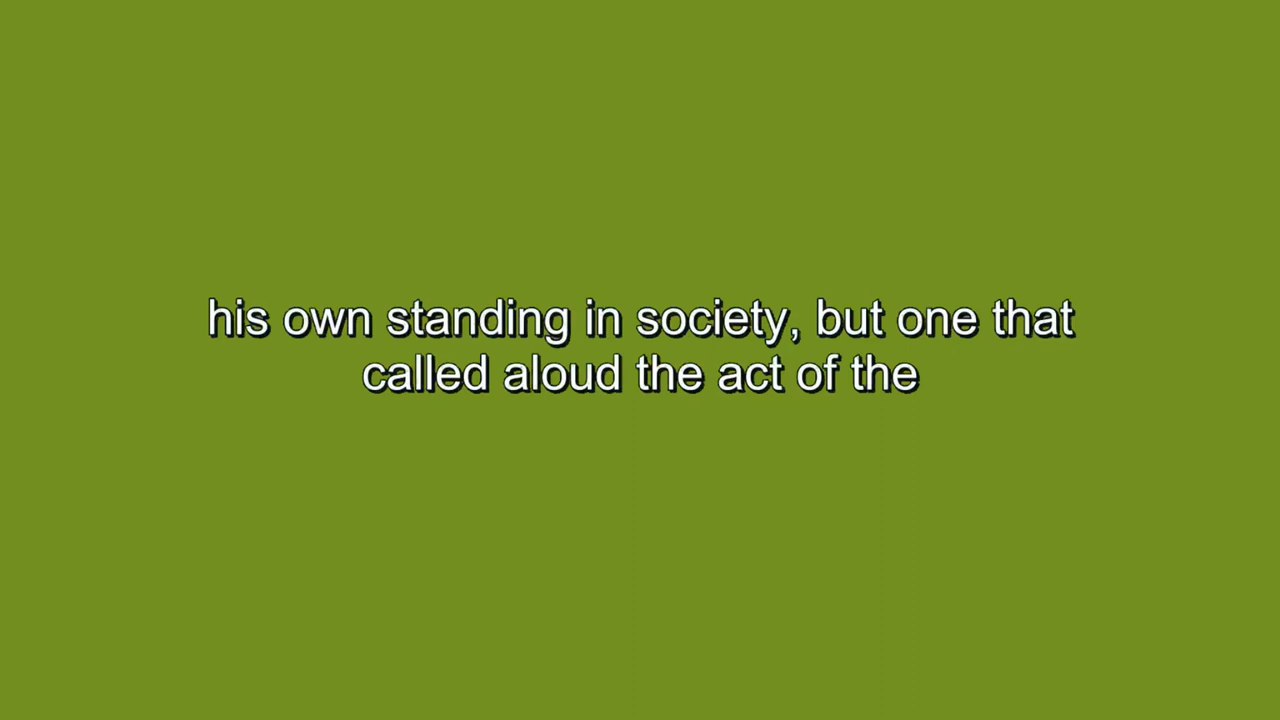 his own standing in society, but one that
called aloud the act of the